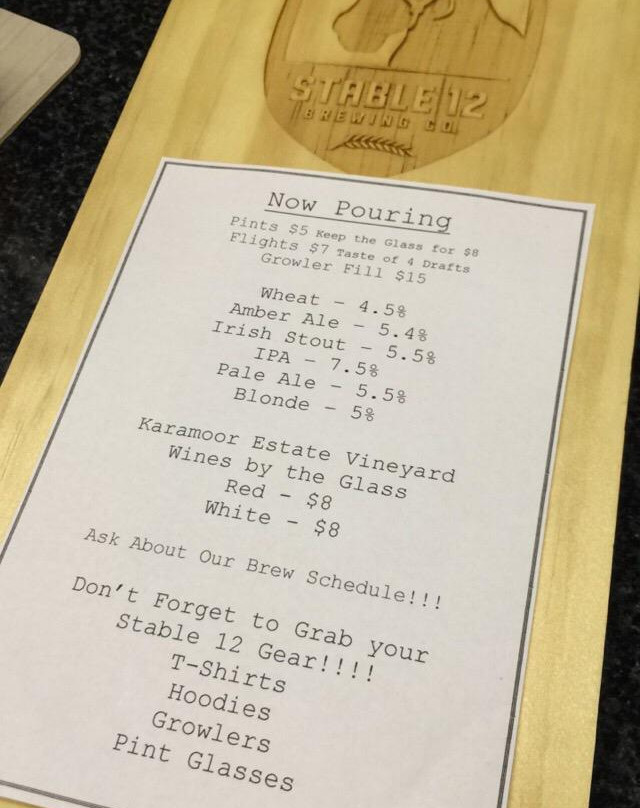 STABLE 12
BREWING CO.
Now Pouring
Pints $5 Keep the Glass for $8
Flights $7 Taste of 4 Drafts
Growler Fill $15
Wheat - 4.5%
Amber Ale - 5.4%
Irish Stout - 5.5%
IPA - 7.5%
Pale Ale - 5.5%
Blonde - 5%
Karamoor Estate Vineyard
Wines by the Glass
Red - $8
White - $8
Ask About Our Brew Schedule!!!
Don't Forget to Grab your
Stable 12 Gear!!!!
T-Shirts
Hoodies
Growlers
Pint Glasses